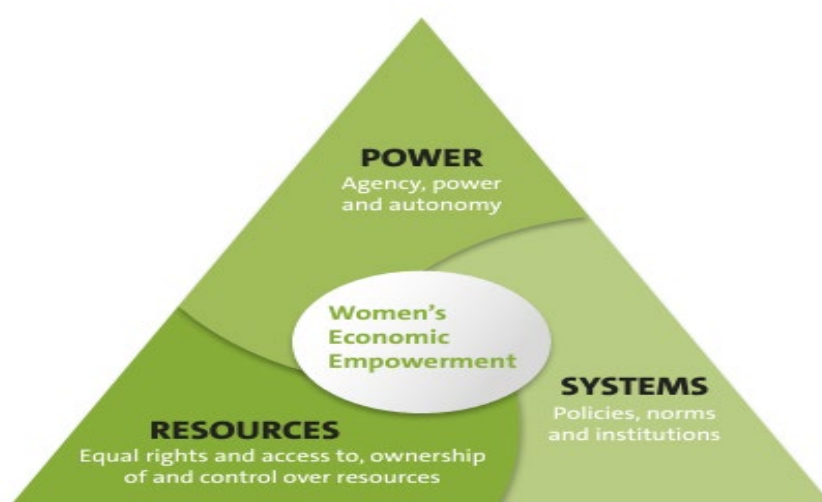 POWER
Agency, power
and autonomy
Women’s
Economic
Empowerment
SYSTEMS
Policies, norms
and institutions
RESOURCES
Equal rights and access to, ownership
of and control over resources